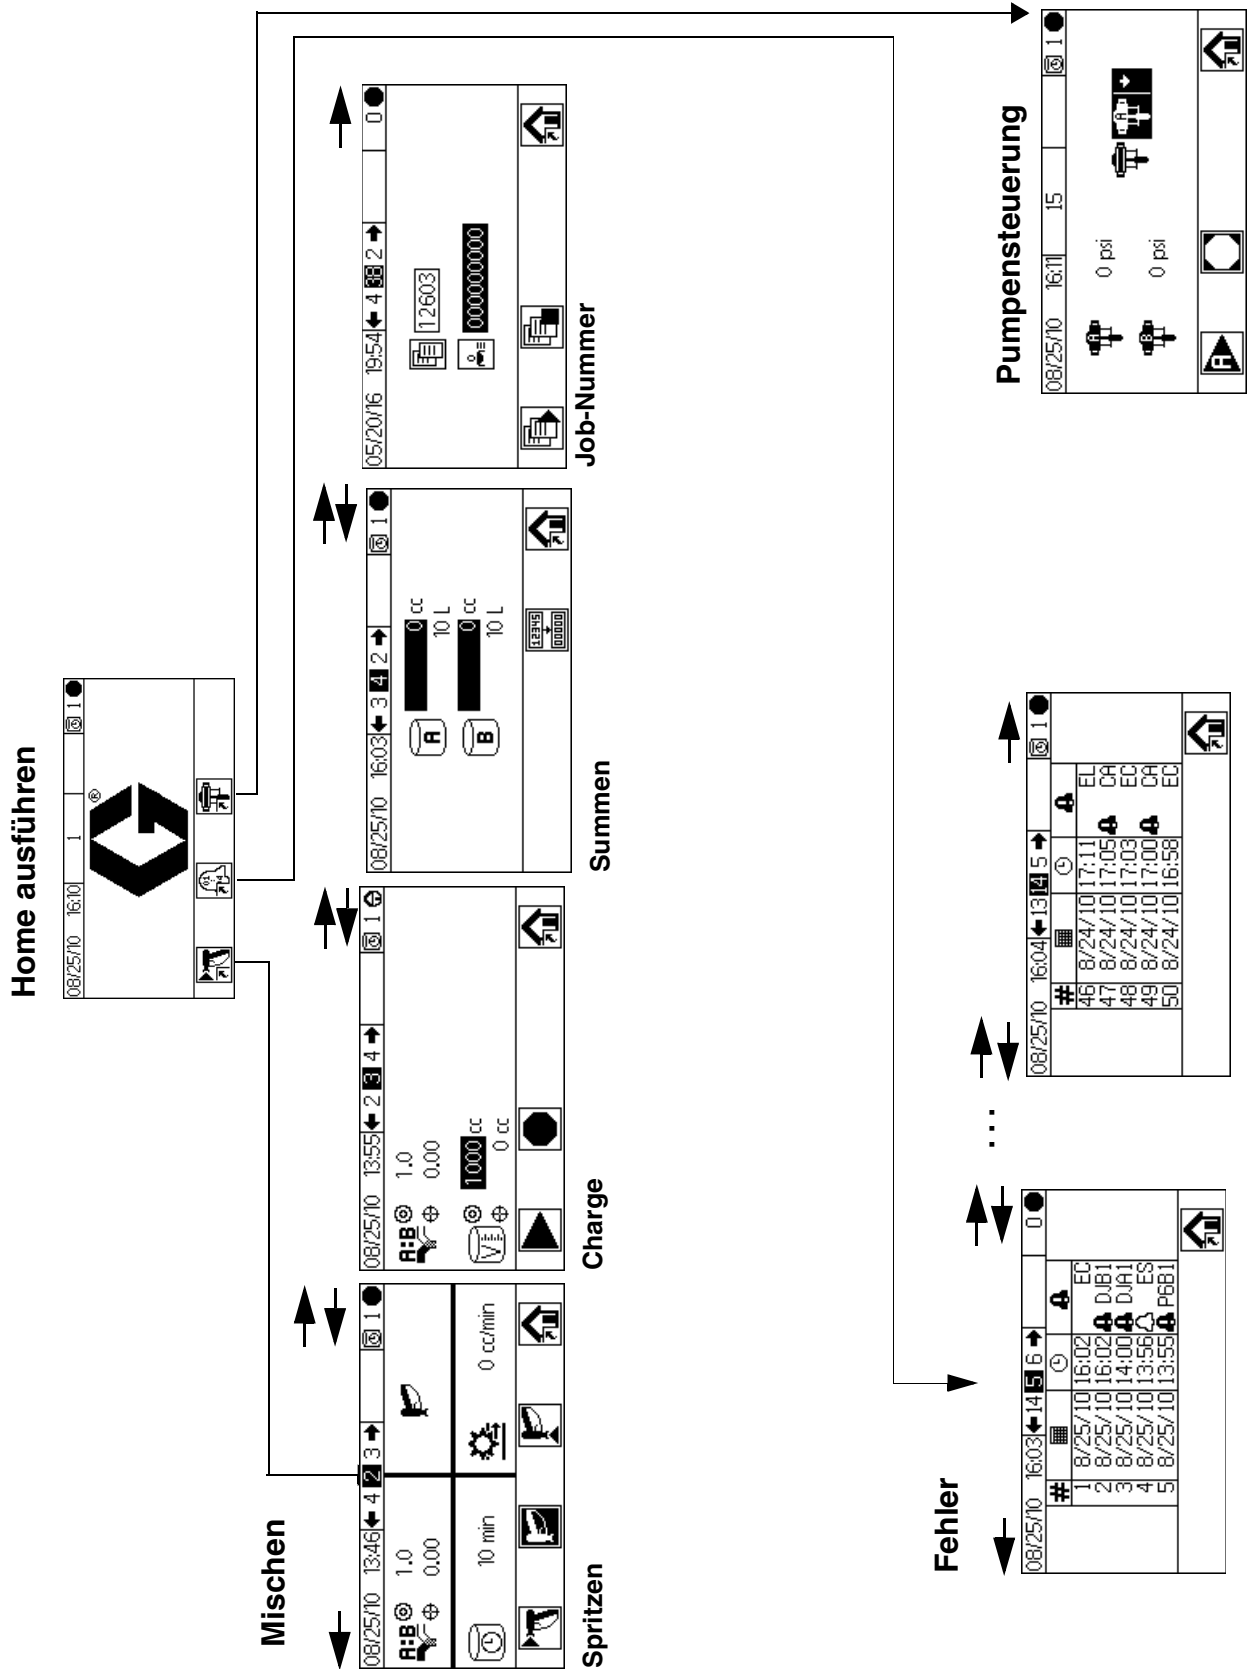 Home ausführen
08/25/10 16:10 1 1
®
Mischen
08/25/10 13:46 4 2 3 1
A:B 1.0
0.00
10 min 0 cc/min
Spritzen
08/25/10 13:55 2 3 4 1
A:B 1.0
0.00
1000 cc
0 cc
Charge
08/25/10 16:03 3 4 2 1
A 0 cc
10 L
B 0 cc
10 L
12345
00000
Summen
05/20/16 19:54 4 38 2 0
12603
000000000
Job-Nummer
Fehler
08/25/10 16:03 14 5 6 0
#
1 8/25/10 16:02 EC
2 8/25/10 16:02 DJB1
3 8/25/10 14:00 DJA1
4 8/25/10 13:56 ES
5 8/25/10 13:55 P6B1
...
08/25/10 16:04 13 14 5 1
#
46 8/24/10 17:11 EL
47 8/24/10 17:05 CA
48 8/24/10 17:03 EC
49 8/24/10 17:00 CA
50 8/24/10 16:58 EC
Pumpensteuerung
08/25/10 16:11 15 1
A 0 psi
A
B 0 psi
A